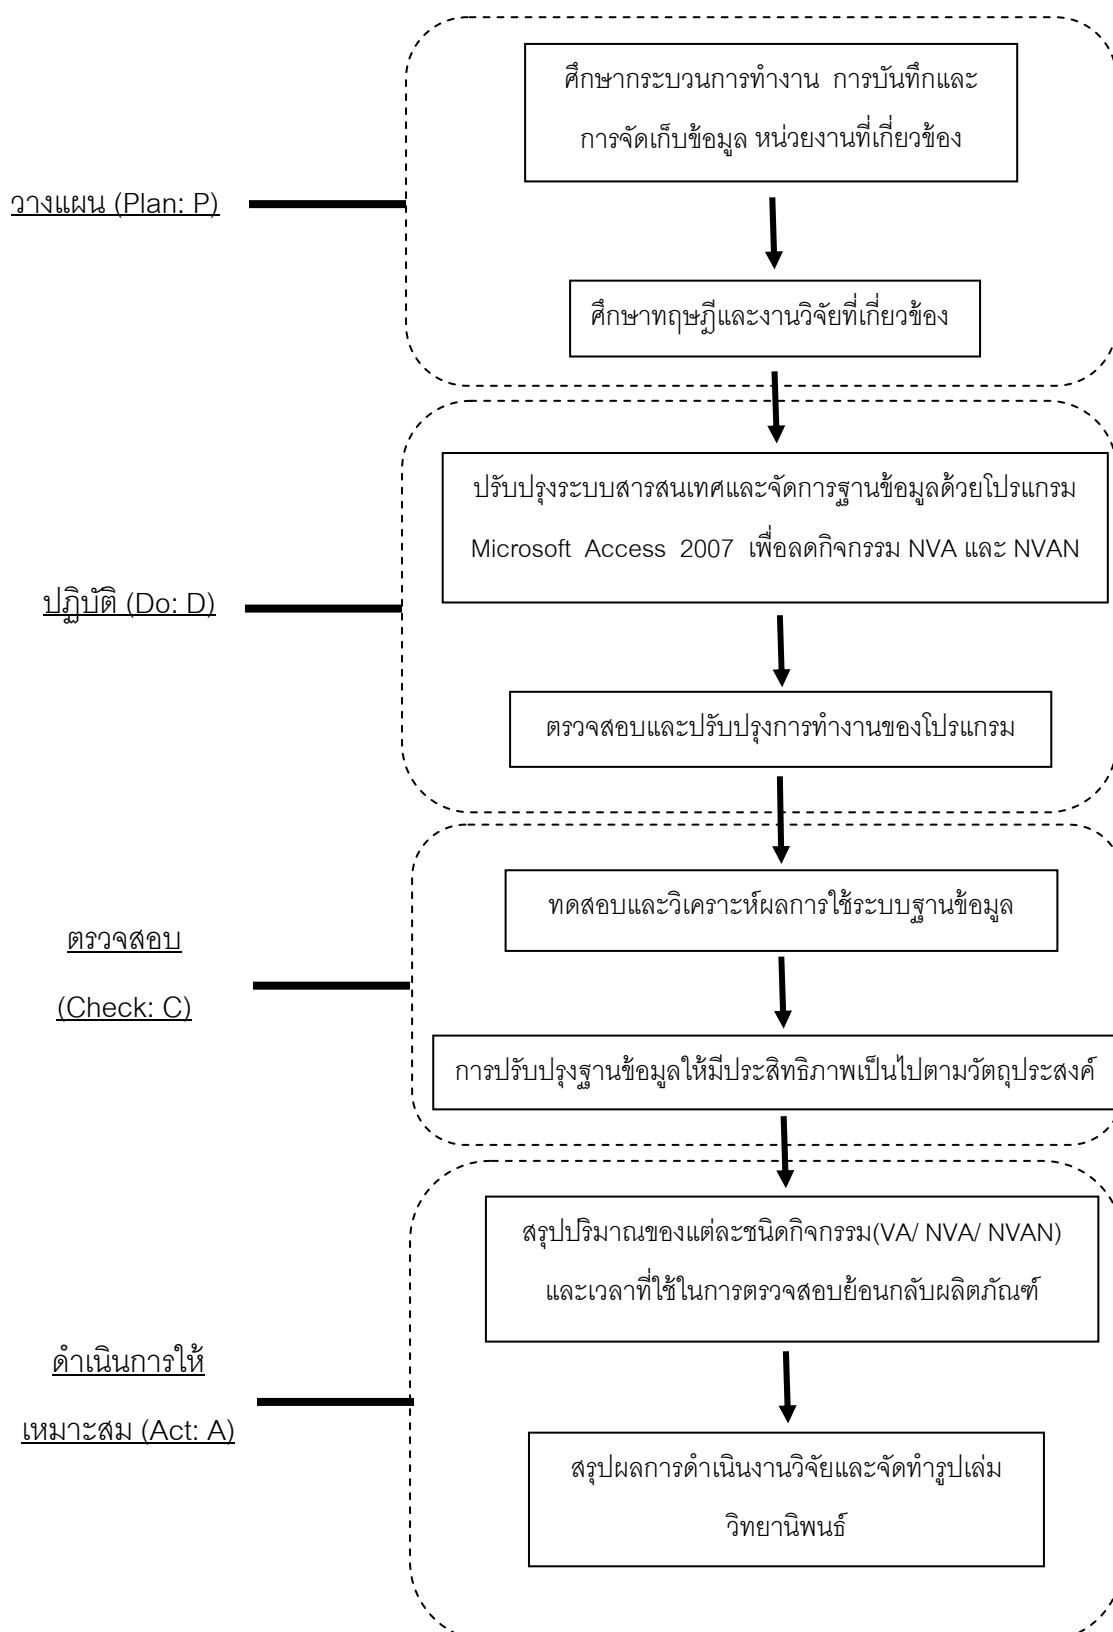 ศึกษากระบวนการทำงาน การบันทึกและ
การจัดเก็บข้อมูล หน่วยงานที่เกี่ยวข้อง
วางแผน (Plan: P)
ศึกษาทฤษฎีและงานวิจัยที่เกี่ยวข้อง
ปรับปรุงระบบสารสนเทศและจัดการฐานข้อมูลด้วยโปรแกรม
Microsoft Access 2007 เพื่อลดกิจกรรม NVA และ NVAN
ปฏิบัติ (Do: D)
ตรวจสอบและปรับปรุงการทำงานของโปรแกรม
ทดสอบและวิเคราะห์ผลการใช้ระบบฐานข้อมูล
ตรวจสอบ
(Check: C)
การปรับปรุงฐานข้อมูลให้มีประสิทธิภาพเป็นไปตามวัตถุประสงค์
สรุปปริมาณของแต่ละชนิดกิจกรรม(VA/ NVA/ NVAN)
และเวลาที่ใช้ในการตรวจสอบย้อนกลับผลิตภัณฑ์
ดำเนินการให้
เหมาะสม (Act: A)
สรุปผลการดำเนินงานวิจัยและจัดทำรูปเล่ม
วิทยานิพนธ์